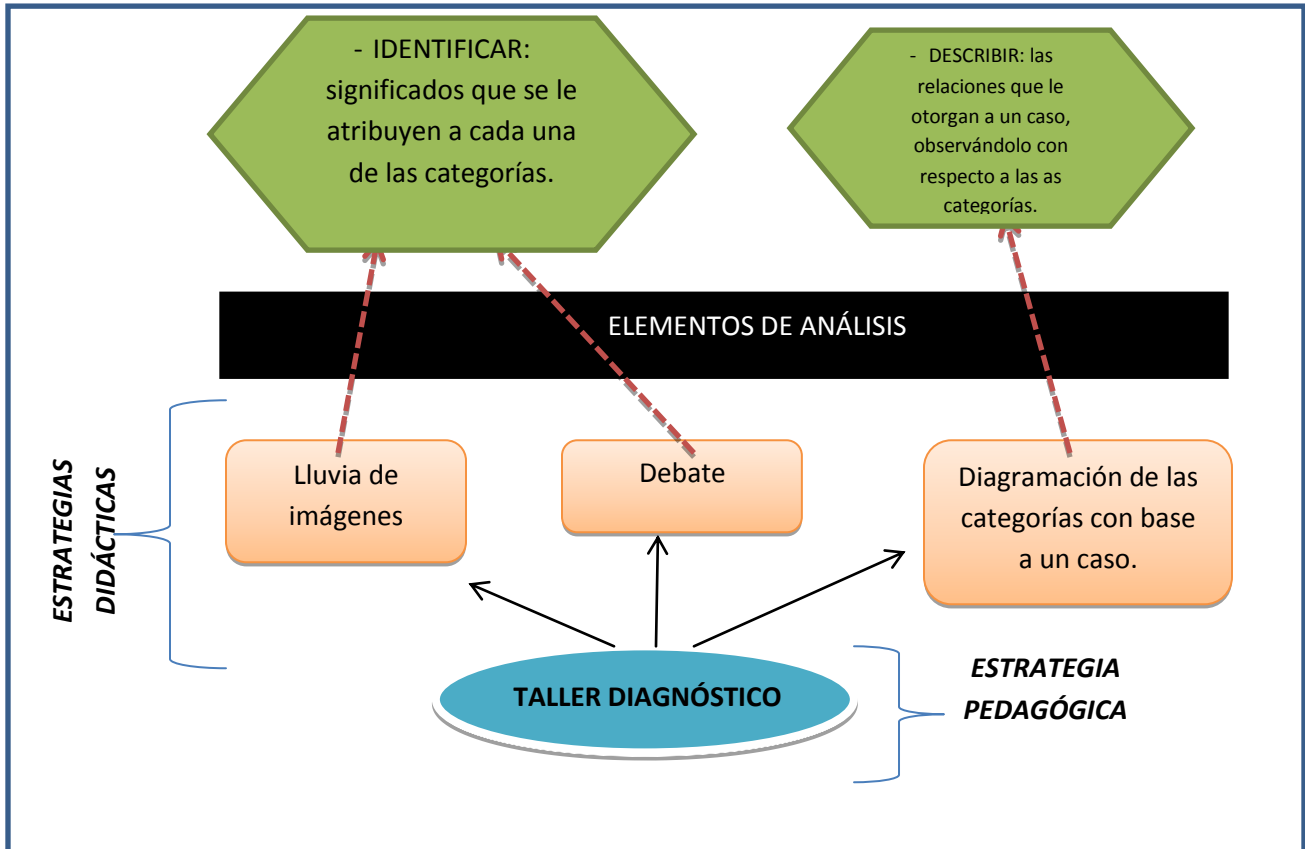 - IDENTIFICAR:
significados que se le
atribuyen a cada una
de las categorías.
- DESCRIBIR: las
relaciones que le
otorgan a un caso,
observándolo con
respecto a las as
categorías.
ELEMENTOS DE ANÁLISIS
ESTRATEGIAS
DIDÁCTICAS
Lluvia de
imágenes
Debate
Diagramación de las
categorías con base
a un caso.
TALLER DIAGNÓSTICO
ESTRATEGIA
PEDAGÓGICA